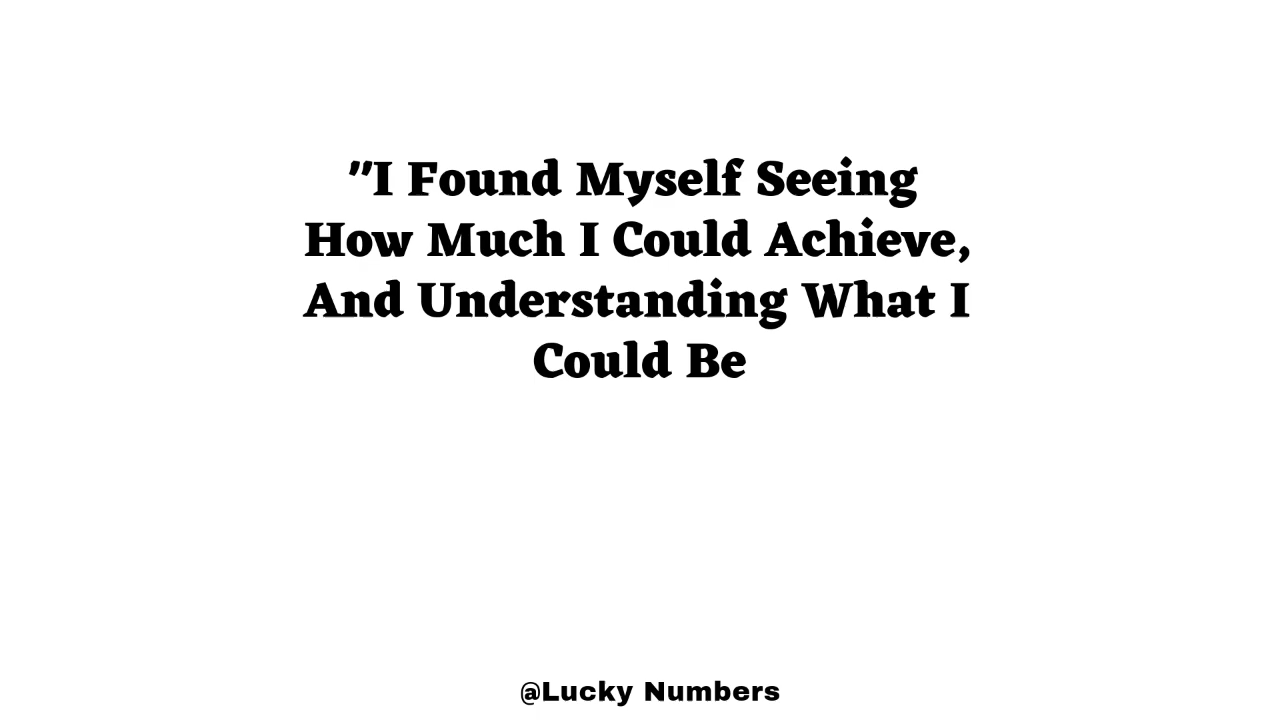 "I Found Myself Seeing
How Much I Could Achieve,
And Understanding What I
Could Be
@Lucky Numbers